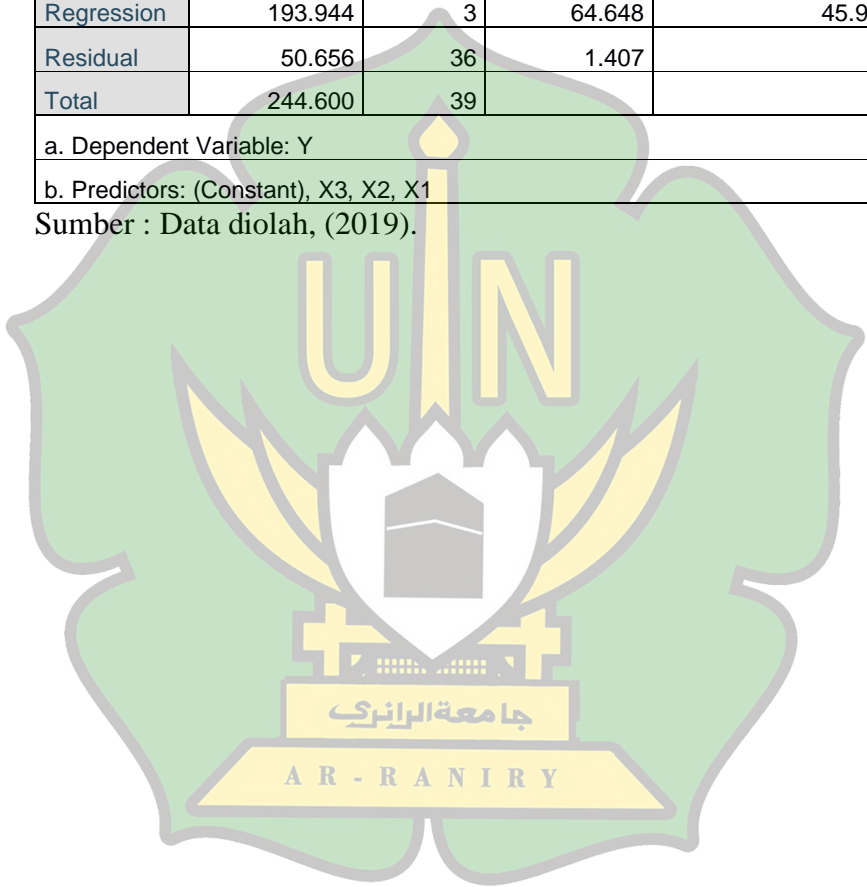 Regression 193.944 3 64.648 45.9
Residual 50.656 36 1.407
Total 244.600 39
a. Dependent Variable: Y
b. Predictors: (Constant), X3, X2, X1
Sumber : Data diolah, (2019).
UIN
جامعة الرانري
AR-RANIRY